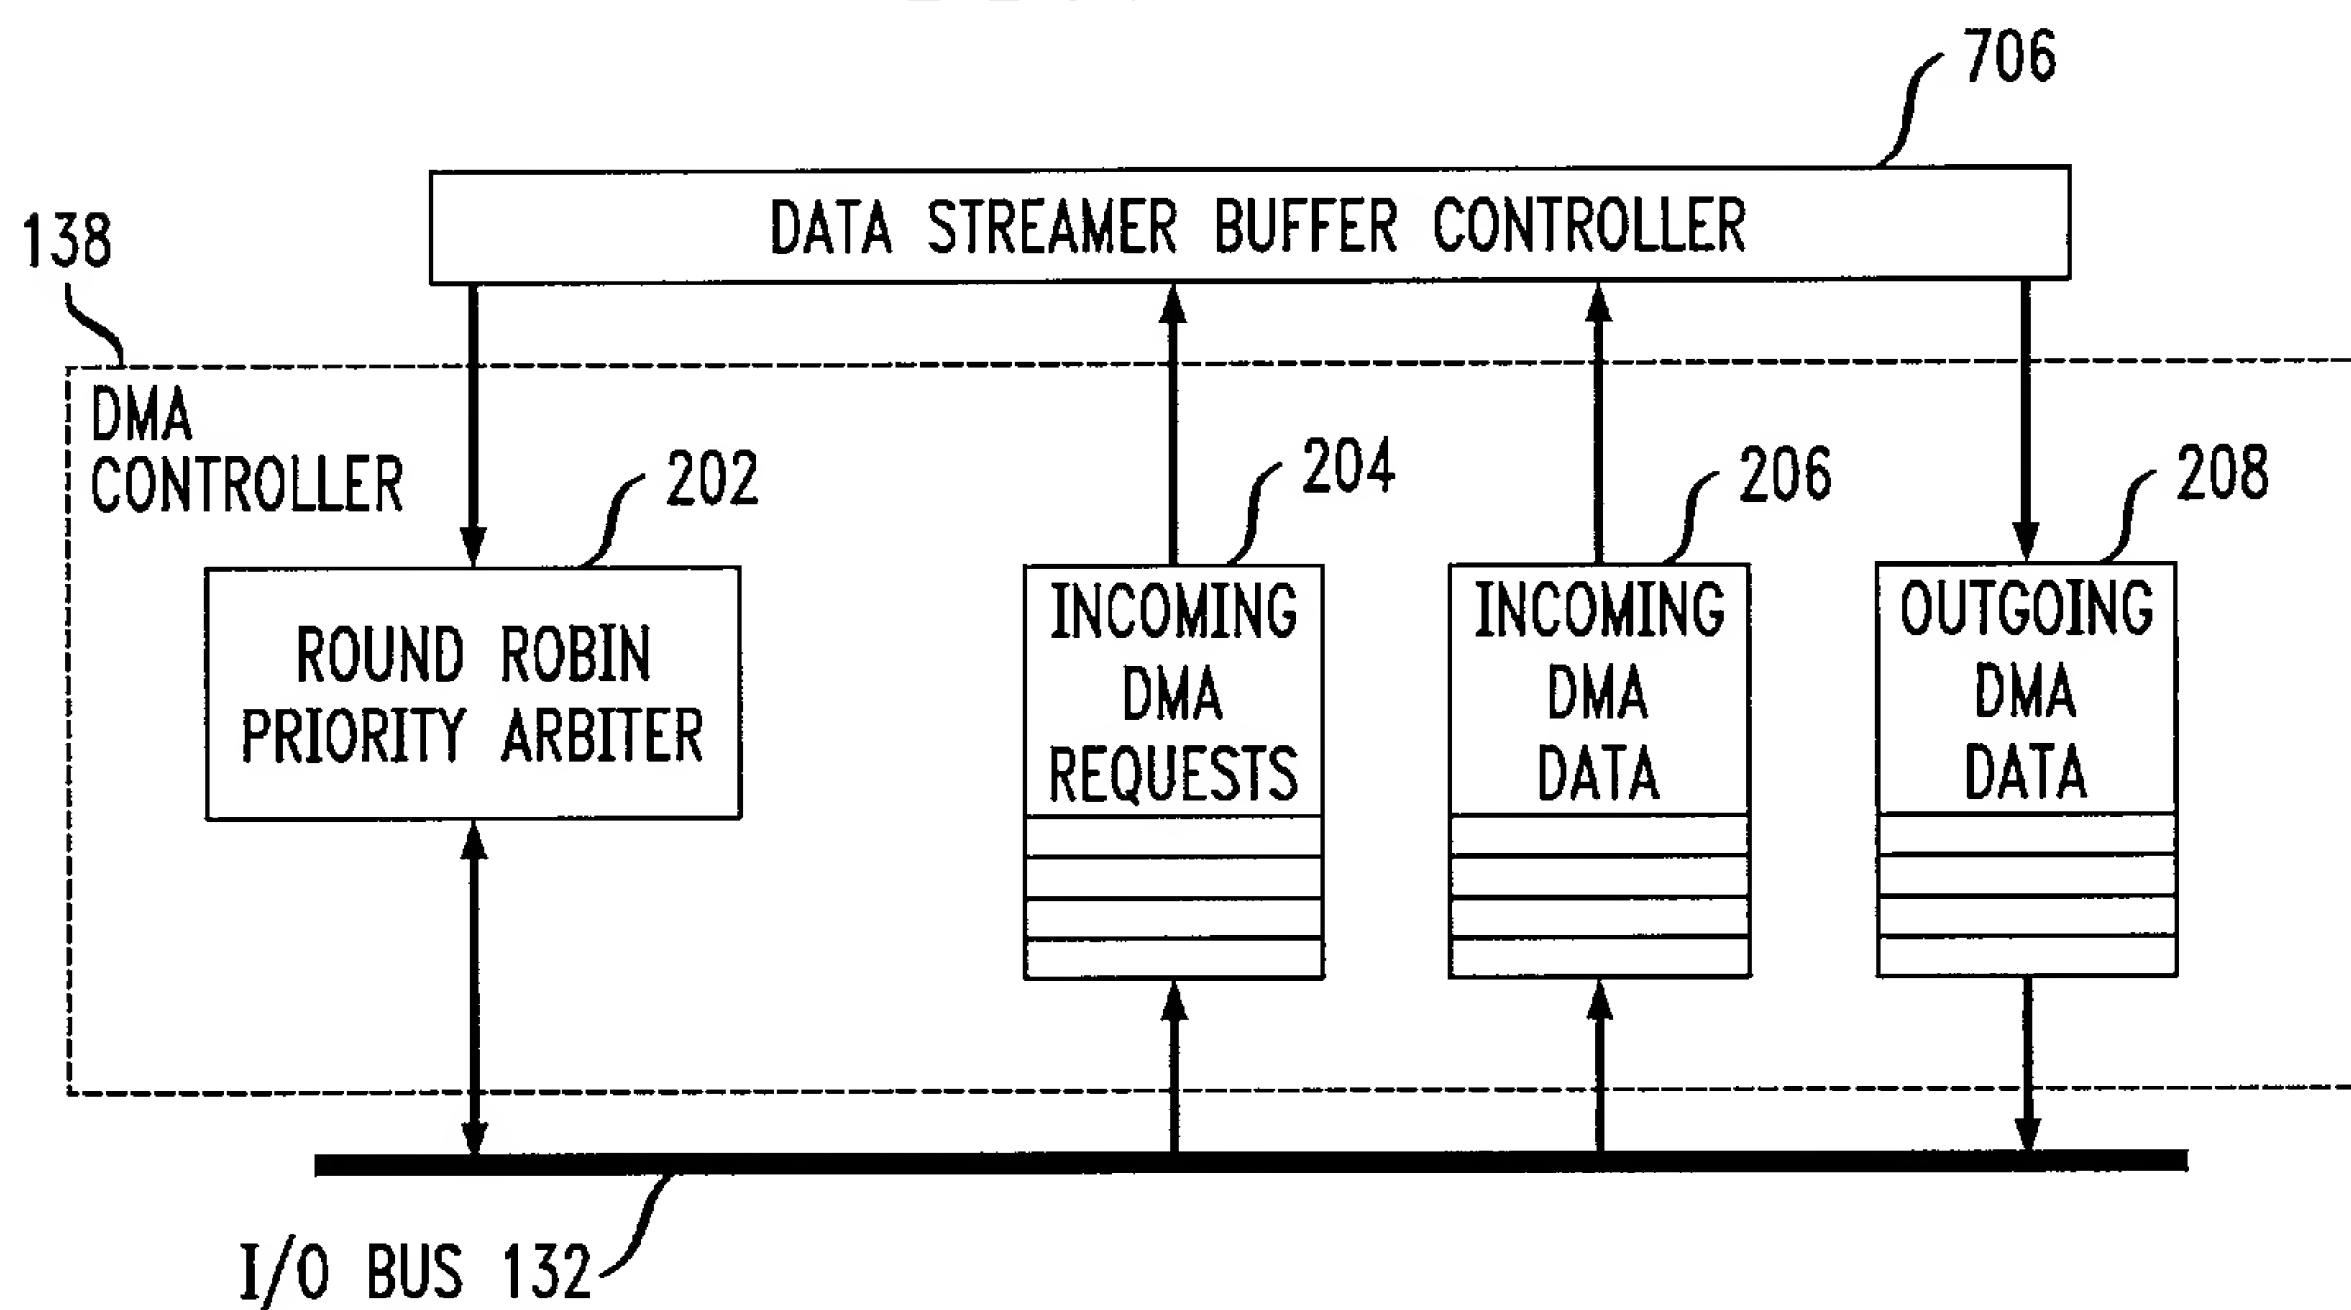 706
DATA STREAMER BUFFER CONTROLLER
138
DMA
CONTROLLER
202
204
206
208
ROUND ROBIN
PRIORITY ARBITER
INCOMING
DMA
REQUESTS
INCOMING
DMA
DATA
OUTGOING
DMA
DATA
I/O BUS 132